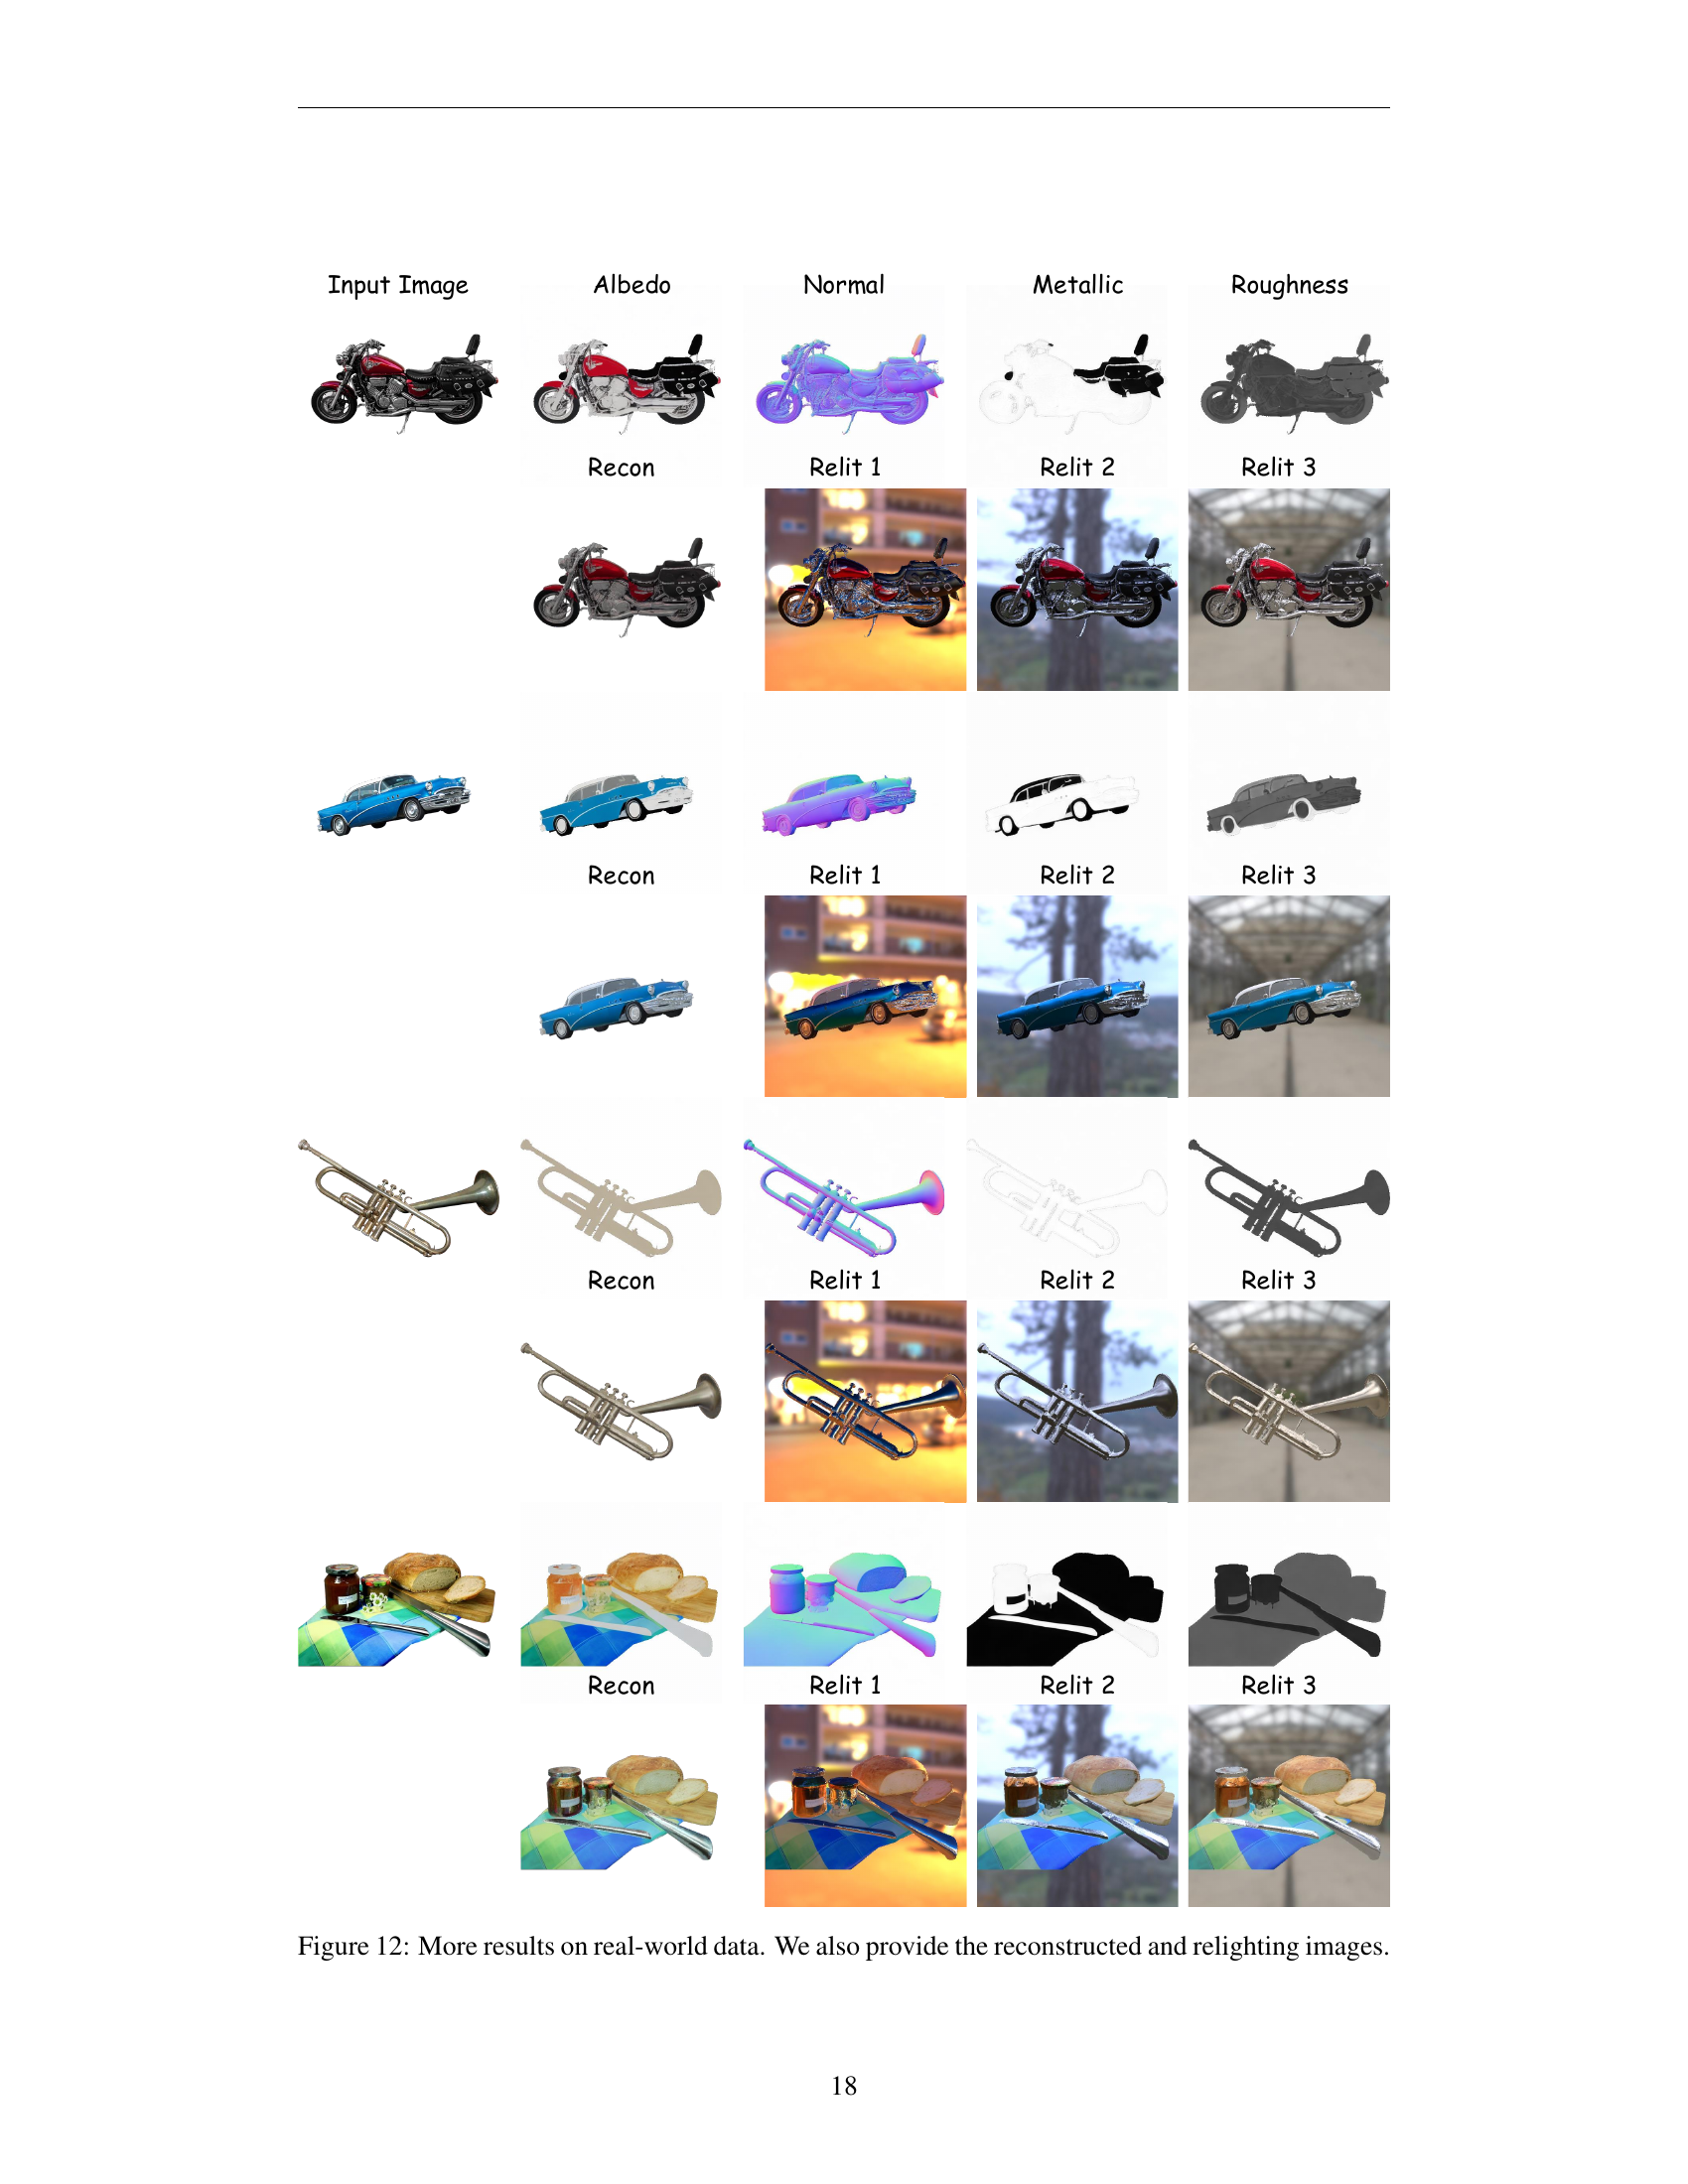 Input Image Albedo Normal Metallic Roughness
Recon Relit 1 Relit 2 Relit 3
Recon Relit 1 Relit 2 Relit 3
Recon Relit 1 Relit 2 Relit 3
Recon Relit 1 Relit 2 Relit 3
Figure 12: More results on real-world data. We also provide the reconstructed and relighting images.
18